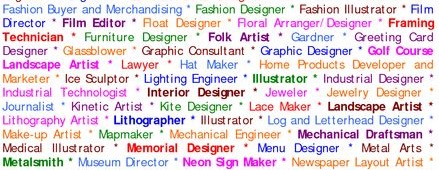 Fashion Buyer and Merchandising * Fashion Designer * Fashion Illustrator * Film
Director * Film Editor * Float Designer * Floral Arranger/ Designer * Framing
Technician * Furniture Designer * Folk Artist * Gardner * Greeting Card
Designer * Glassblower * Graphic Consultant * Graphic Designer * Golf Course
Landscape Artist * Lawyer * Hat Maker * Home Products Developer and
Marketer * Ice Sculptor * Lighting Engineer * Illustrator * Industrial Designer *
Industrial Technologist * Interior Designer * Jeweler * Jewelry Designer *
Journalist * Kinetic Artist * Kite Designer * Lace Maker * Landscape Artist *
Lithography Artist * Lithographer * Illustrator * Log and Letterhead Designer *
Make-up Artist * Mapmaker * Mechanical Engineer * Mechanical Draftsman *
Medical Illustrator * Memorial Designer * Menu Designer * Metal Arts *
Metalsmith * Museum Director * Neon Sign Maker * Newspaper Layout Artist *